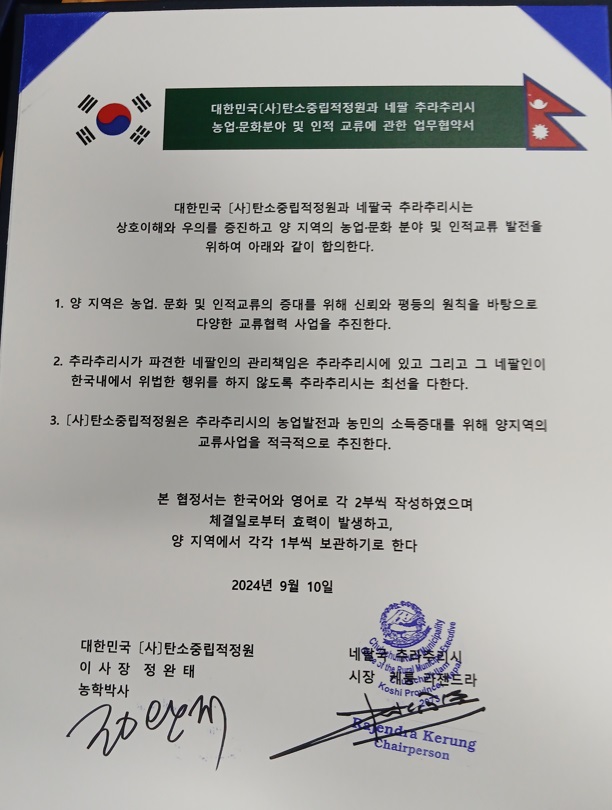 대한민국〔사〕탄소중립적정원과 네팔 추라추리시
농업·문화분야 및 인적 교류에 관한 업무협약서
대한민국 〔사〕탄소중립적정원과 네팔국 추라추리시는
상호이해와 우의를 증진하고 양 지역의 농업·문화 분야 및 인적교류 발전을
위하여 아래와 같이 합의한다.
1. 양 지역은 농업. 문화 및 인적교류의 증대를 위해 신뢰와 평등의 원칙을 바탕으로
다양한 교류협력 사업을 추진한다.
2. 추라추리시가 파견한 네팔인의 관리책임은 추라추리시에 있고 그리고 그 네팔인이
한국내에서 위법한 행위를 하지 않도록 추라추리시는 최선을 다한다.
3. 〔사〕탄소중립적정원은 추라추리시의 농업발전과 농민의 소득증대를 위해 양지역의
교류사업을 적극적으로 추진한다.
본 협정서는 한국어와 영어로 각 2부씩 작성하였으며
체결일로부터 효력이 발생하고,
양 지역에서 각각 1부씩 보관하기로 한다
2024년 9월 10일
대한민국 〔사〕탄소중립적정원
이 사 장 정 완 태
농학박사
정완태
네팔국 추라추리시
시장 케룽 라젠드라
Municipality
of the Rural Municipal Executive
Koshi Province, Nepal
Rajendra Kerung
Chairperson